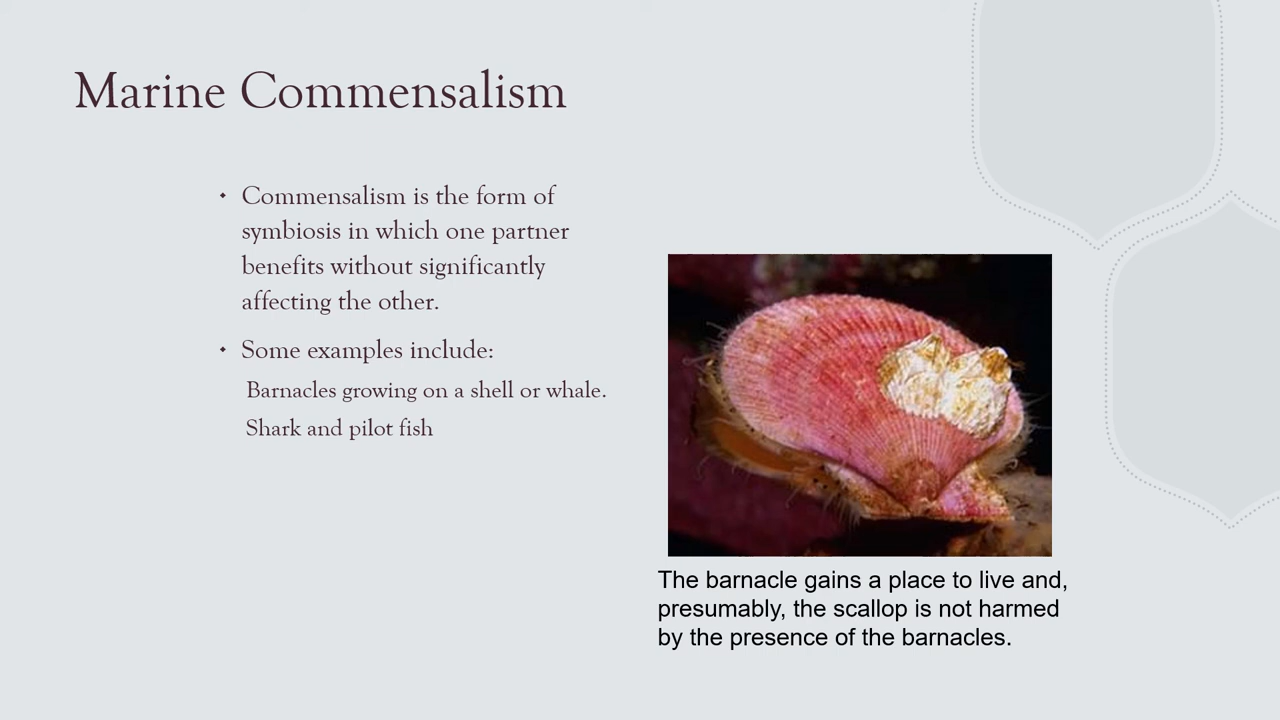 Marine Commensalism
• Commensalism is the form of
symbiosis in which one partner
benefits without significantly
affecting the other.
• Some examples include:
Barnacles growing on a shell or whale.
Shark and pilot fish
The barnacle gains a place to live and,
presumably, the scallop is not harmed
by the presence of the barnacles.